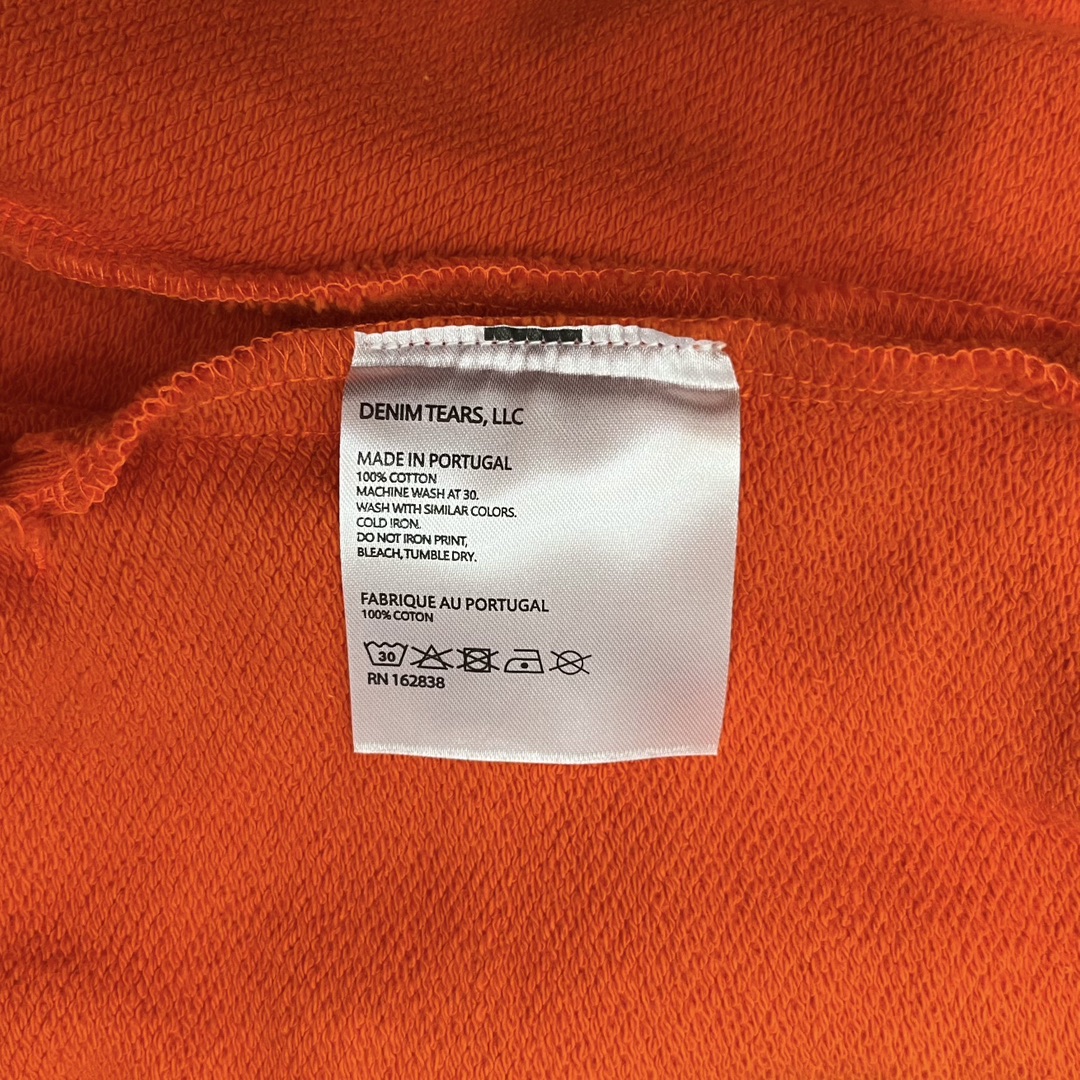 DENIM TEARS, LLC
MADE IN PORTUGAL
100% COTTON
MACHINE WASH AT 30.
WASH WITH SIMILAR COLORS.
COLD IRON.
DO NOT IRON PRINT,
BLEACH, TUMBLE DRY.
FABRIQUE AU PORTUGAL
100% COTON
30
RN 162838